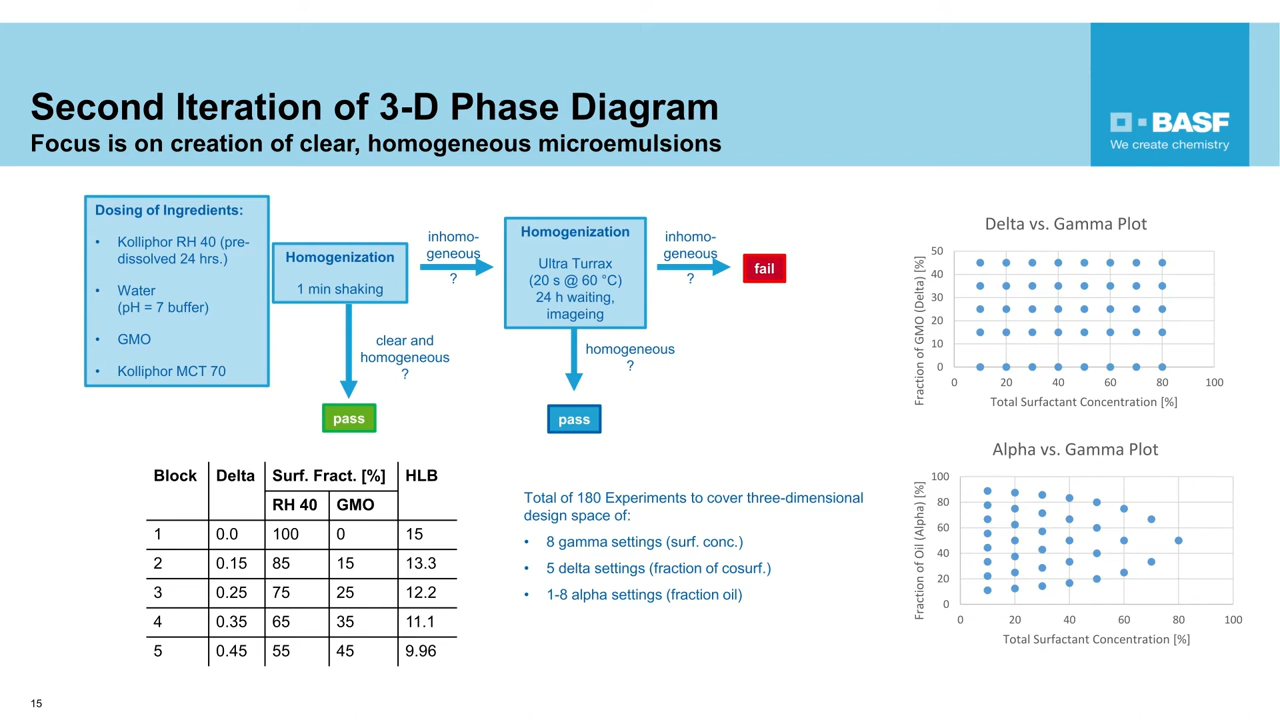 Second Iteration of 3-D Phase Diagram
Focus is on creation of clear, homogeneous microemulsions
BASF
We create chemistry
Dosing of Ingredients:
• Kolliphor RH 40 (pre-
dissolved 24 hrs.)
• Water
(pH = 7 buffer)
• GMO
• Kolliphor MCT 70
Homogenization
1 min shaking
inhomo-
geneous
?
clear and
homogeneous
?
pass
Homogenization
Ultra Turrax
(20 s @ 60 °C)
24 h waiting,
imageing
inhomo-
geneous
?
fail
homogeneous
?
pass
Block Delta Surf. Fract. [%] HLB
RH 40 GMO
1 0.0 100 0 15
2 0.15 85 15 13.3
3 0.25 75 25 12.2
4 0.35 65 35 11.1
5 0.45 55 45 9.96
Total of 180 Experiments to cover three-dimensional
design space of:
• 8 gamma settings (surf. conc.)
• 5 delta settings (fraction of cosurf.)
• 1-8 alpha settings (fraction oil)
Delta vs. Gamma Plot
Fraction of GMO (Delta) [%]
50
40
30
20
10
0
0 20 40 60 80 100
Total Surfactant Concentration [%]
Alpha vs. Gamma Plot
Fraction of Oil (Alpha) [%]
100
80
60
40
20
0
0 20 40 60 80 100
Total Surfactant Concentration [%]
15